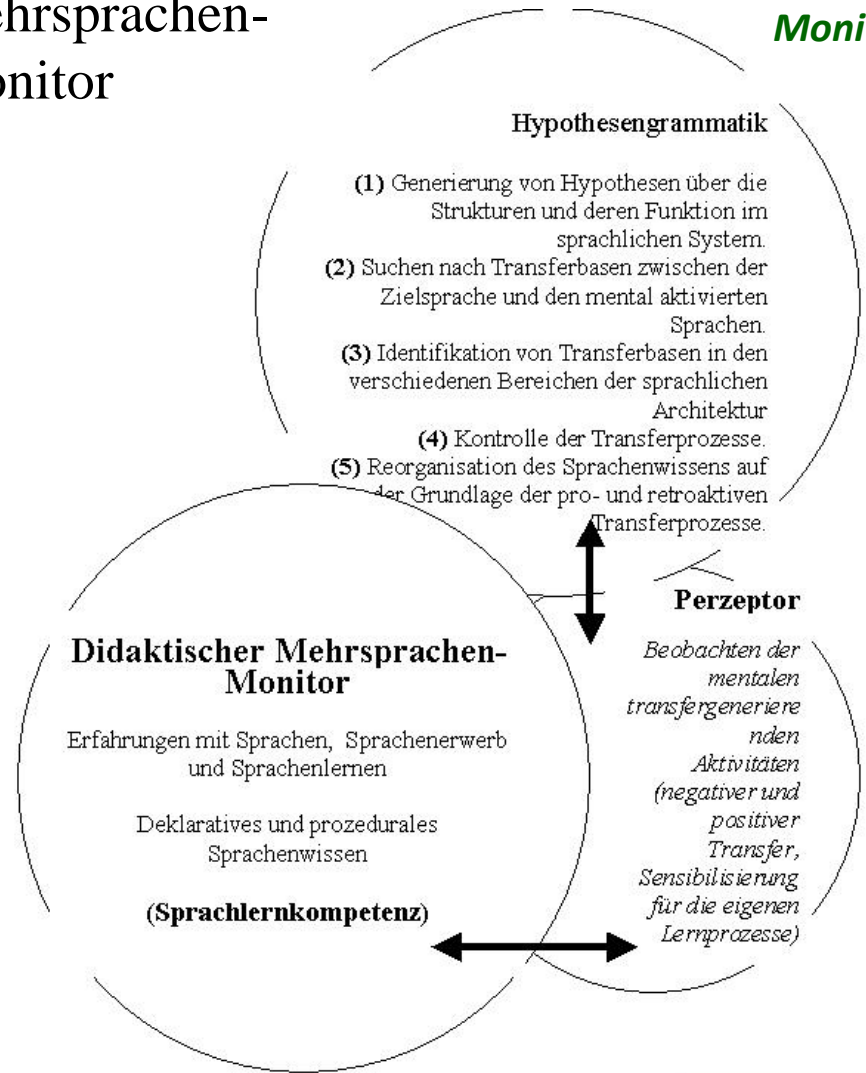 ehrsprachen-
onitor
Moni
Hypothesengrammatik
(1) Generierung von Hypothesen über die
Strukturen und deren Funktion im
sprachlichen System.
(2) Suchen nach Transferbasen zwischen der
Zielsprache und den mental aktivierten
Sprachen.
(3) Identifikation von Transferbasen in den
verschiedenen Bereichen der sprachlichen
Architektur
(4) Kontrolle der Transferprozesse.
(5) Reorganisation des Sprachenwissens auf
der Grundlage der pro- und retroaktiven
Transferprozesse.
Didaktischer Mehrsprachen-
Monitor
Erfahrungen mit Sprachen, Sprachenerwerb
und Sprachenlernen
Deklaratives und prozedurales
Sprachenwissen
(Sprachlernkompetenz)
Perzeptor
Beobachten der
mentalen
transfergeneriere
nden
Aktivitäten
(negativer und
positiver
Transfer,
Sensibilisierung
für die eigenen
Lernprozesse)